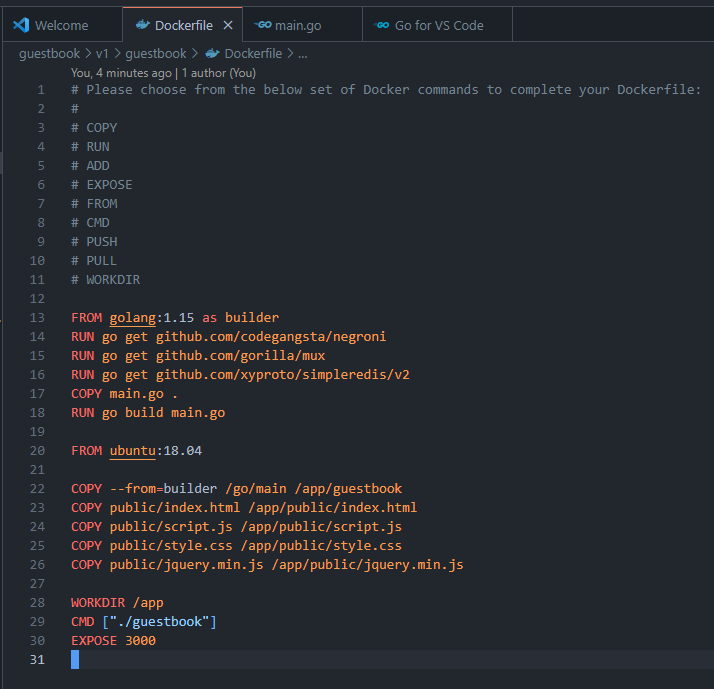 Welcome Dockerfile main.go Go for VS Code
guestbook > v1 > guestbook > Dockerfile > ...
You, 4 minutes ago | 1 author (You)
1 # Please choose from the below set of Docker commands to complete your Dockerfile:
2 #
3 # COPY
4 # RUN
5 # ADD
6 # EXPOSE
7 # FROM
8 # CMD
9 # PUSH
10 # PULL
11 # WORKDIR
12
13 FROM golang:1.15 as builder
14 RUN go get github.com/codegangsta/negroni
15 RUN go get github.com/gorilla/mux
16 RUN go get github.com/xyproto/simpleredis/v2
17 COPY main.go .
18 RUN go build main.go
19
20 FROM ubuntu:18.04
21
22 COPY --from=builder /go/main /app/guestbook
23 COPY public/index.html /app/public/index.html
24 COPY public/script.js /app/public/script.js
25 COPY public/style.css /app/public/style.css
26 COPY public/jquery.min.js /app/public/jquery.min.js
27
28 WORKDIR /app
29 CMD ["./guestbook"]
30 EXPOSE 3000
31